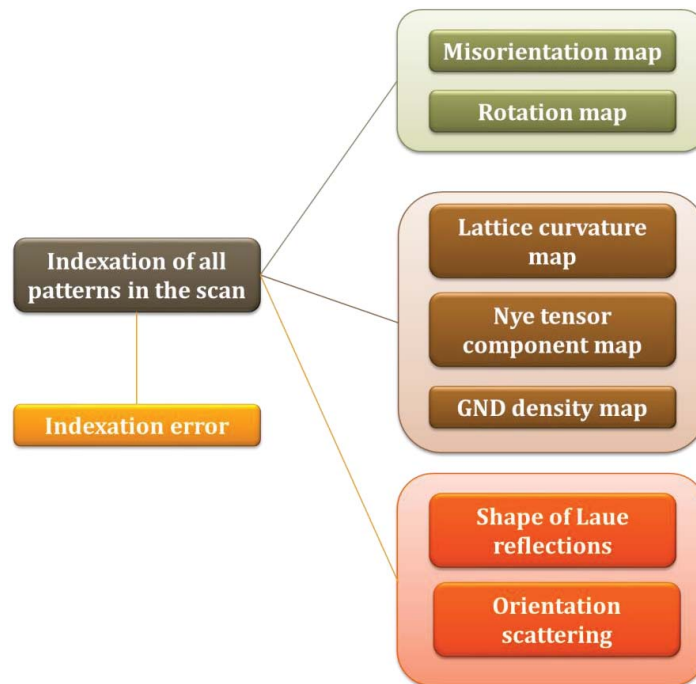 Misorientation map
Rotation map
Indexation of all
patterns in the scan
Indexation error
Lattice curvature
map
Nye tensor
component map
GND density map
Shape of Laue
reflections
Orientation
scattering